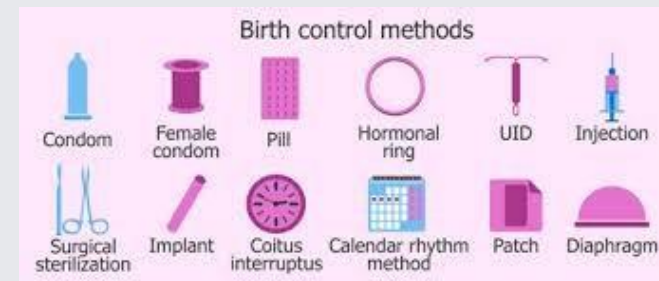 Birth control methods
Condom
Female
condom
Pill
Hormonal
ring
UID
Injection
Surgical
sterilization
Implant
Coitus
interruptus
Calendar rhythm
method
Patch
Diaphragm